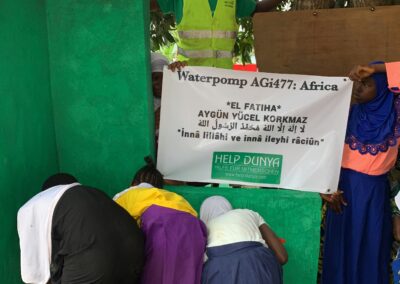 Waterpomp AGi477: Africa
*EL FATIHA*
AYGÜN YÜCEL KORKMAZ
لا إله إلا الله محمد الرسول الله
"Innâ lillâhi ve innâ ileyhi râciûn"
HELP DUNYA